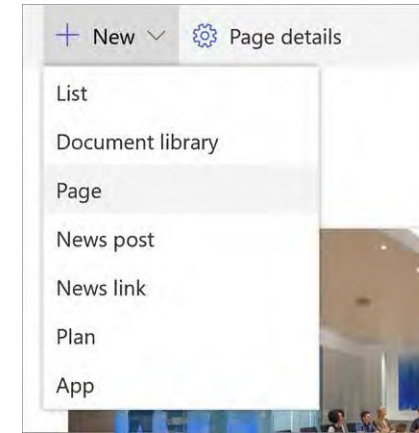 + New Page details
List
Document library
Page
News post
News link
Plan
App